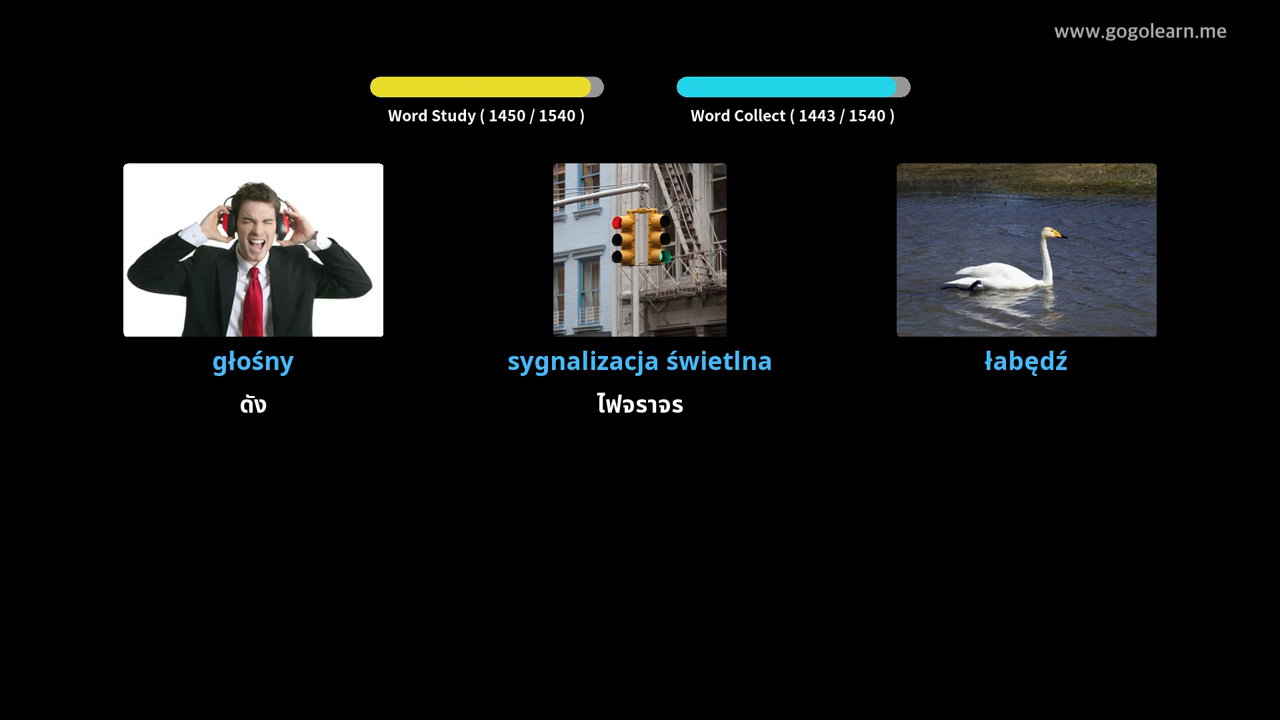 www.gogolearn.me
Word Study ( 1450 / 1540 )
Word Collect ( 1443 / 1540 )
głośny
sygnalizacja świetlna
łabędź
ดัง
ไฟจราจร